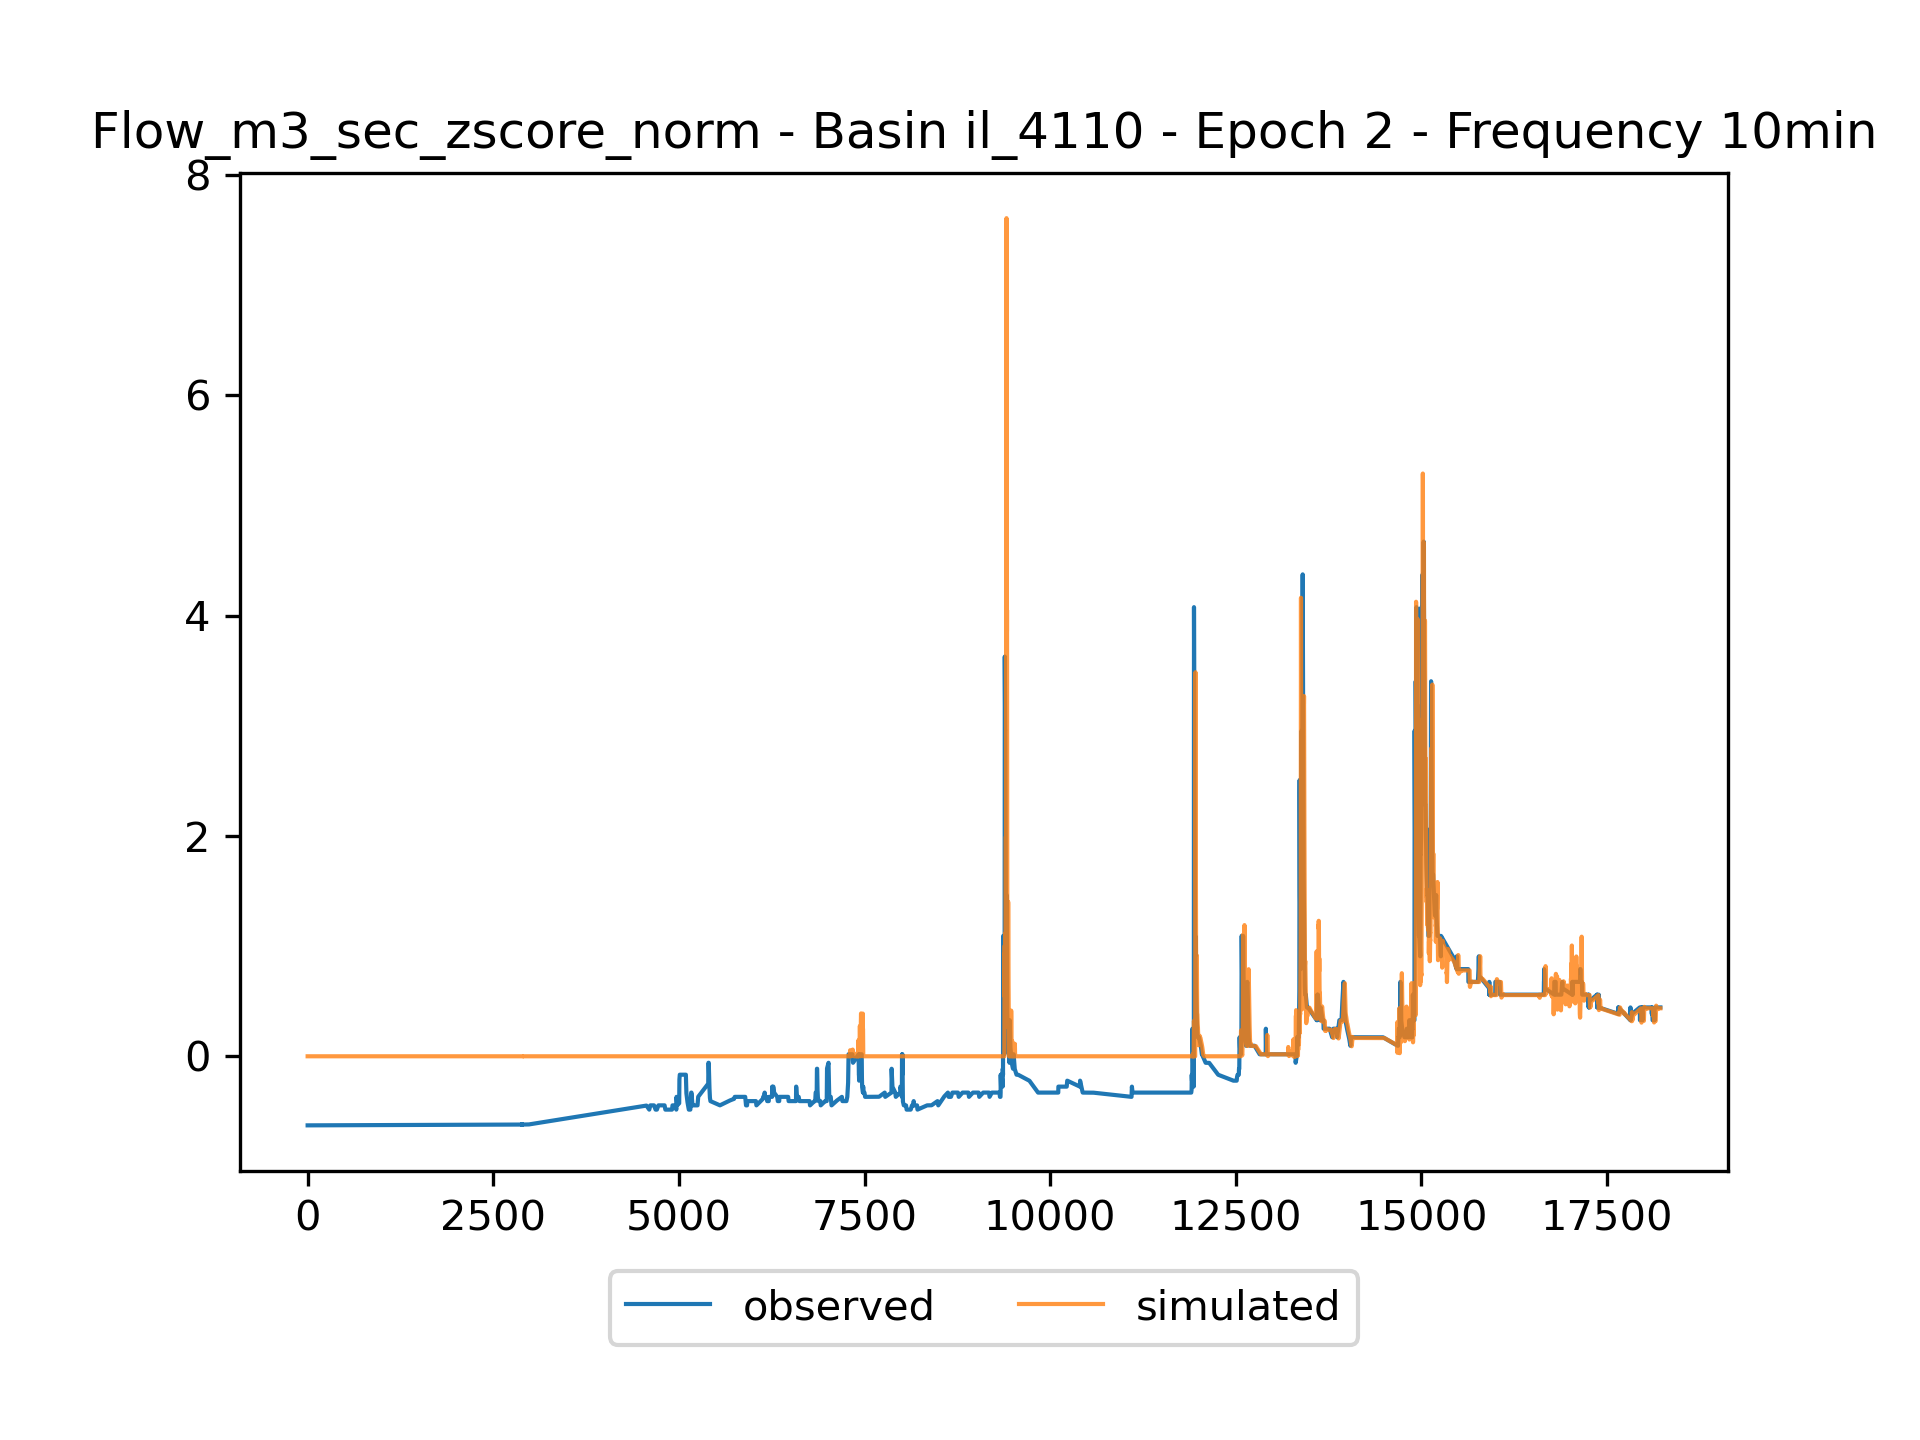 Flow_m3_sec_zscore_norm - Basin il_4110 - Epoch 2 - Frequency 10min
8
6
4
2
0
0 2500 5000 7500 10000 12500 15000 17500
observed simulated